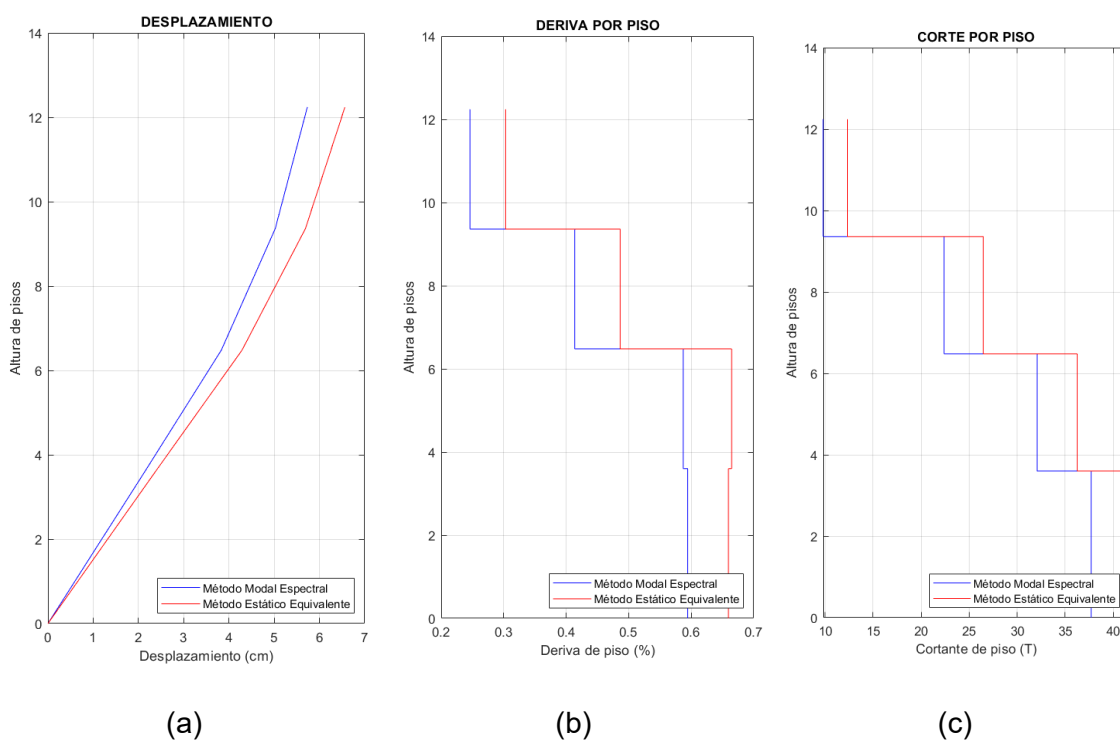 DESPLAZAMIENTO
14
12
10
8
6
4
2
0
Altura de pisos
0 1 2 3 4 5 6 7
Desplazamiento (cm)
Método Modal Espectral
Método Estático Equivalente
(a)
DERIVA POR PISO
14
12
10
8
6
4
2
0
Altura de pisos
0.2 0.3 0.4 0.5 0.6 0.7
Deriva de piso (%)
Método Modal Espectral
Método Estático Equivalente
(b)
CORTE POR PISO
14
12
10
8
6
4
2
0
Altura de pisos
10 15 20 25 30 35 40
Cortante de piso (T)
Método Modal Espectral
Método Estático Equivalente
(c)